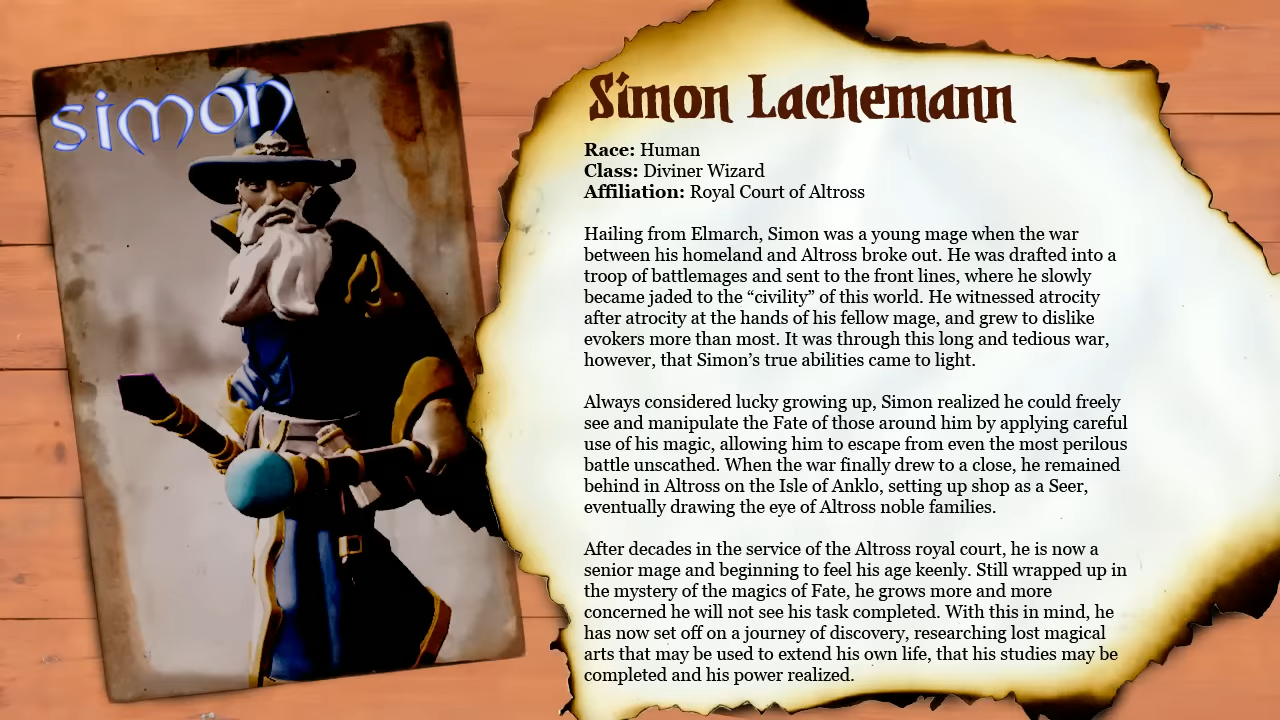 simon
Simon Lachemann
Race: Human
Class: Diviner Wizard
Affiliation: Royal Court of Altross
Hailing from Elmarch, Simon was a young mage when the war
between his homeland and Altross broke out. He was drafted into a
troop of battlemages and sent to the front lines, where he slowly
became jaded to the “civility” of this world. He witnessed atrocity
after atrocity at the hands of his fellow mage, and grew to dislike
evokers more than most. It was through this long and tedious war,
however, that Simon’s true abilities came to light.
Always considered lucky growing up, Simon realized he could freely
see and manipulate the Fate of those around him by applying careful
use of his magic, allowing him to escape from even the most perilous
battle unscathed. When the war finally drew to a close, he remained
behind in Altross on the Isle of Anklo, setting up shop as a Seer,
eventually drawing the eye of Altross noble families.
After decades in the service of the Altross royal court, he is now a
senior mage and beginning to feel his age keenly. Still wrapped up in
the mystery of the magics of Fate, he grows more and more
concerned he will not see his task completed. With this in mind, he
has now set off on a journey of discovery, researching lost magical
arts that may be used to extend his own life, that his studies may be
completed and his power realized.